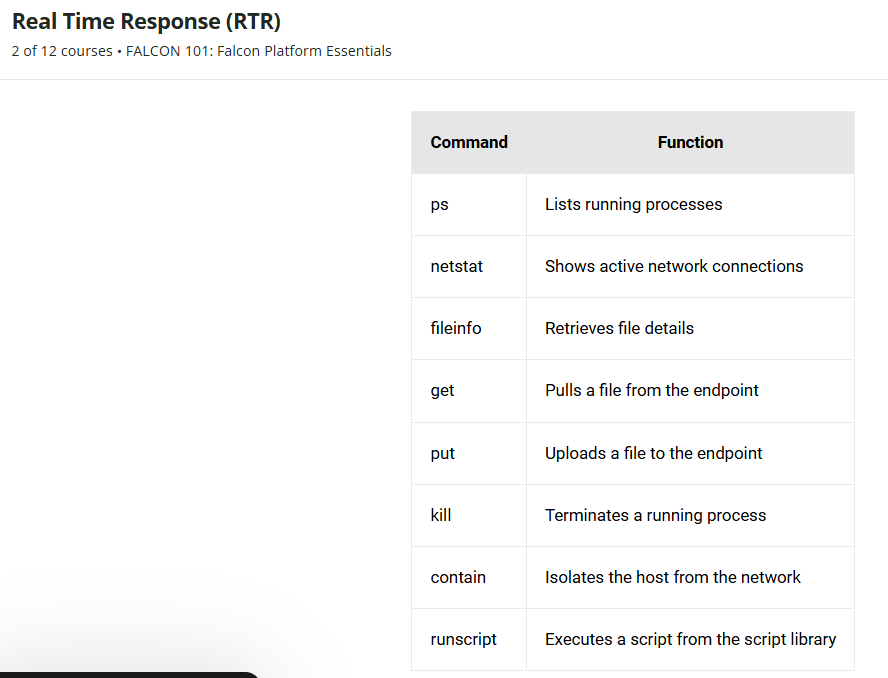 Real Time Response (RTR)
2 of 12 courses • FALCON 101: Falcon Platform Essentials
Command Function
ps Lists running processes
netstat Shows active network connections
fileinfo Retrieves file details
get Pulls a file from the endpoint
put Uploads a file to the endpoint
kill Terminates a running process
contain Isolates the host from the network
runscript Executes a script from the script library